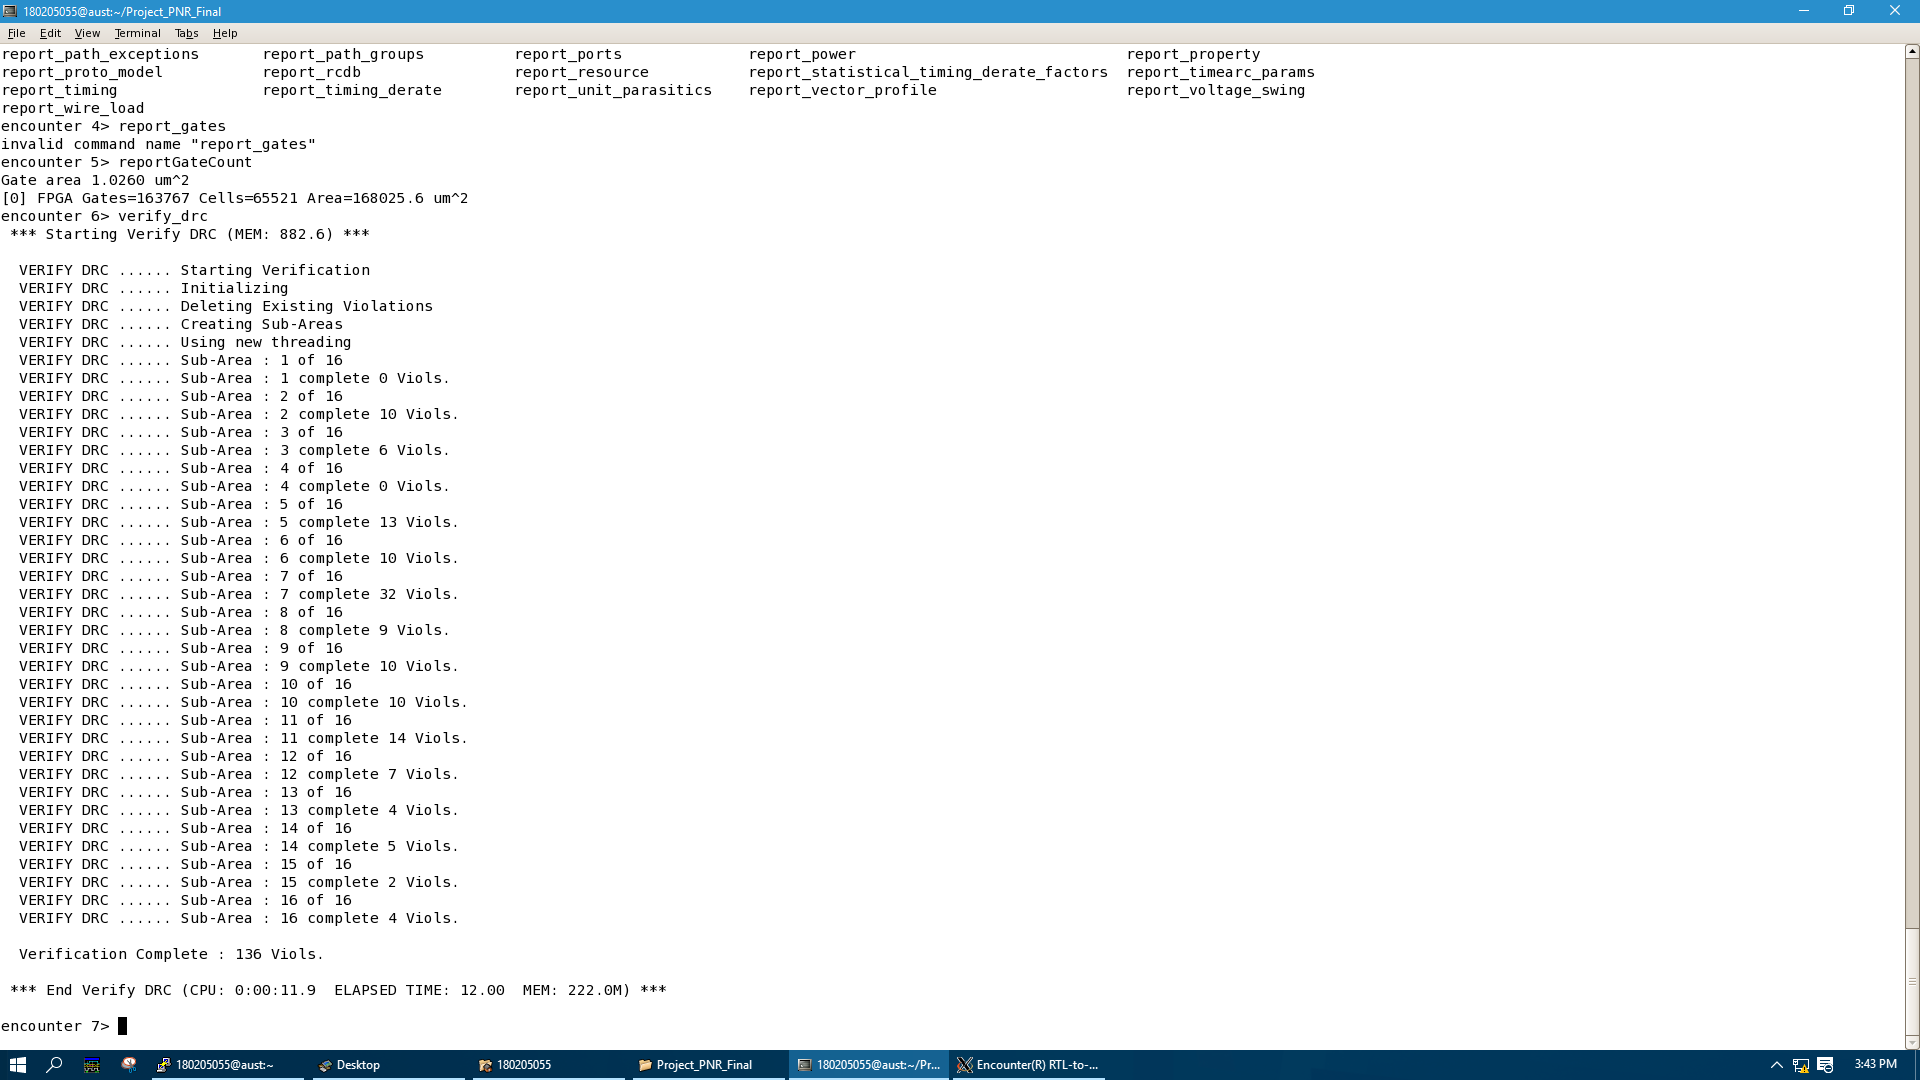 180205055@aust:~/Project_PNR_Final
File Edit View Terminal Tabs Help
report_path_exceptions report_path_groups report_ports report_power report_property
report_proto_model report_rcdb report_resource report_statistical_timing_derate_factors report_timearc_params
report_timing report_timing_derate report_unit_parasitics report_vector_profile report_voltage_swing
report_wire_load
encounter 4> report_gates
invalid command name "report_gates"
encounter 5> reportGateCount
Gate area 1.0260 um^2
[0] FPGA Gates=163767 Cells=65521 Area=168025.6 um^2
encounter 6> verify_drc
*** Starting Verify DRC (MEM: 882.6) ***
VERIFY DRC ...... Starting Verification
VERIFY DRC ...... Initializing
VERIFY DRC ...... Deleting Existing Violations
VERIFY DRC ...... Creating Sub-Areas
VERIFY DRC ...... Using new threading
VERIFY DRC ...... Sub-Area : 1 of 16
VERIFY DRC ...... Sub-Area : 1 complete 0 Viols.
VERIFY DRC ...... Sub-Area : 2 of 16
VERIFY DRC ...... Sub-Area : 2 complete 10 Viols.
VERIFY DRC ...... Sub-Area : 3 of 16
VERIFY DRC ...... Sub-Area : 3 complete 6 Viols.
VERIFY DRC ...... Sub-Area : 4 of 16
VERIFY DRC ...... Sub-Area : 4 complete 0 Viols.
VERIFY DRC ...... Sub-Area : 5 of 16
VERIFY DRC ...... Sub-Area : 5 complete 13 Viols.
VERIFY DRC ...... Sub-Area : 6 of 16
VERIFY DRC ...... Sub-Area : 6 complete 10 Viols.
VERIFY DRC ...... Sub-Area : 7 of 16
VERIFY DRC ...... Sub-Area : 7 complete 32 Viols.
VERIFY DRC ...... Sub-Area : 8 of 16
VERIFY DRC ...... Sub-Area : 8 complete 9 Viols.
VERIFY DRC ...... Sub-Area : 9 of 16
VERIFY DRC ...... Sub-Area : 9 complete 10 Viols.
VERIFY DRC ...... Sub-Area : 10 of 16
VERIFY DRC ...... Sub-Area : 10 complete 10 Viols.
VERIFY DRC ...... Sub-Area : 11 of 16
VERIFY DRC ...... Sub-Area : 11 complete 14 Viols.
VERIFY DRC ...... Sub-Area : 12 of 16
VERIFY DRC ...... Sub-Area : 12 complete 7 Viols.
VERIFY DRC ...... Sub-Area : 13 of 16
VERIFY DRC ...... Sub-Area : 13 complete 4 Viols.
VERIFY DRC ...... Sub-Area : 14 of 16
VERIFY DRC ...... Sub-Area : 14 complete 5 Viols.
VERIFY DRC ...... Sub-Area : 15 of 16
VERIFY DRC ...... Sub-Area : 15 complete 2 Viols.
VERIFY DRC ...... Sub-Area : 16 of 16
VERIFY DRC ...... Sub-Area : 16 complete 4 Viols.
Verification Complete : 136 Viols.
*** End Verify DRC (CPU: 0:00:11.9 ELAPSED TIME: 12.00 MEM: 222.0M) ***
encounter 7>
180205055@aust:~ Desktop 180205055 Project_PNR_Final 180205055@aust:~/Pr... Encounter(R) RTL-to-... 3:43 PM